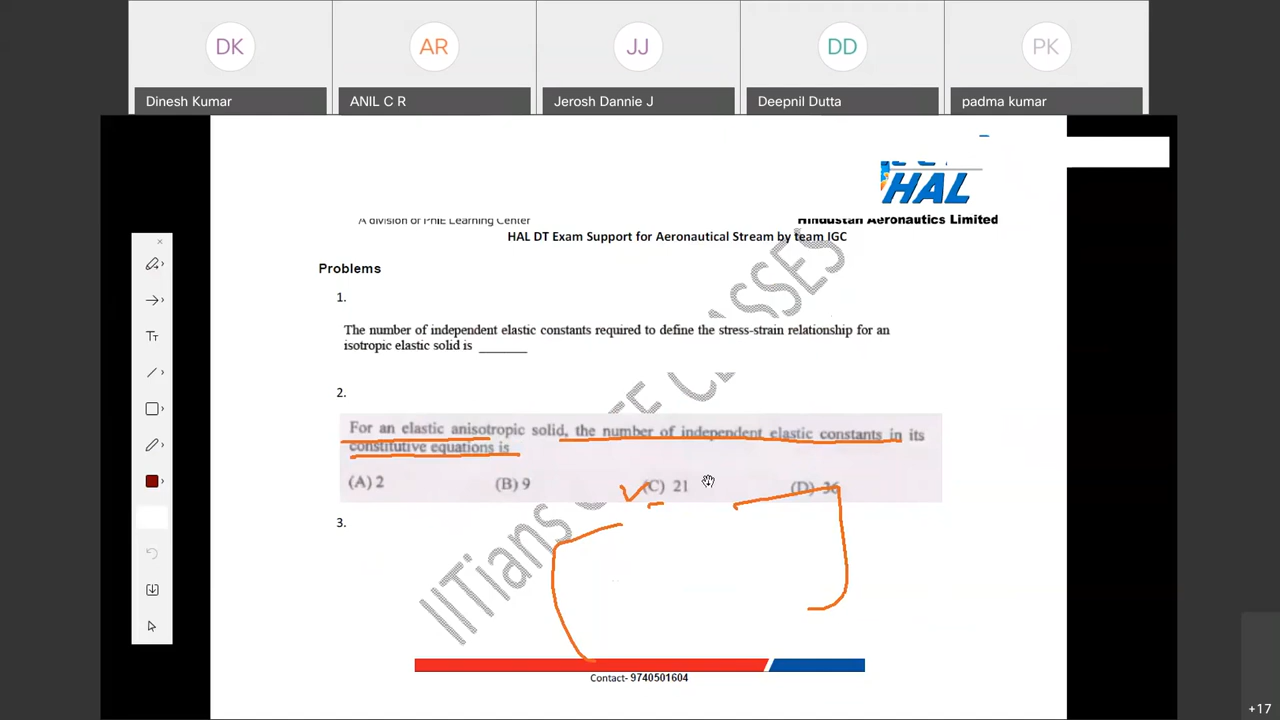 DK
AR
JJ
DD
PK
Dinesh Kumar
ANIL C R
Jerosh Dannie J
Deepnil Dutta
padma kumar
HAL
A division of PhIE Learning Center
Hindustan Aeronautics Limited
HAL DT Exam Support for Aeronautical Stream by team IGC
Problems
1.
The number of independent elastic constants required to define the stress-strain relationship for an
isotropic elastic solid is ______
2.
For an elastic anisotropic solid, the number of independent elastic constants in its
constitutive equations is
(A) 2
(B) 9
(C) 21
(D) 36
3.
IITians
CLASSES
Contact- 9740501604
Tт
+17